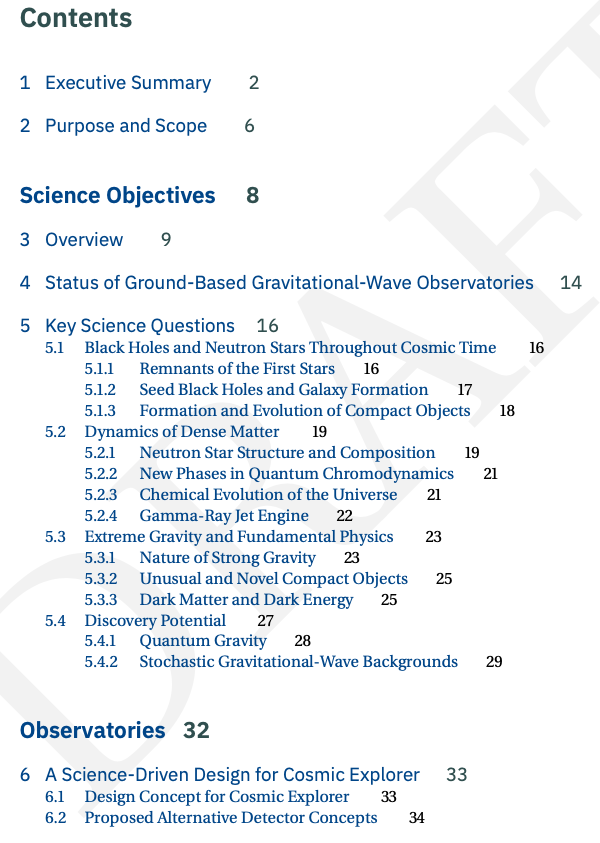 Contents
1 Executive Summary 2
2 Purpose and Scope 6
Science Objectives 8
3 Overview 9
4 Status of Ground-Based Gravitational-Wave Observatories 14
5 Key Science Questions 16
5.1 Black Holes and Neutron Stars Throughout Cosmic Time 16
5.1.1 Remnants of the First Stars 16
5.1.2 Seed Black Holes and Galaxy Formation 17
5.1.3 Formation and Evolution of Compact Objects 18
5.2 Dynamics of Dense Matter 19
5.2.1 Neutron Star Structure and Composition 19
5.2.2 New Phases in Quantum Chromodynamics 21
5.2.3 Chemical Evolution of the Universe 21
5.2.4 Gamma-Ray Jet Engine 22
5.3 Extreme Gravity and Fundamental Physics 23
5.3.1 Nature of Strong Gravity 23
5.3.2 Unusual and Novel Compact Objects 25
5.3.3 Dark Matter and Dark Energy 25
5.4 Discovery Potential 27
5.4.1 Quantum Gravity 28
5.4.2 Stochastic Gravitational-Wave Backgrounds 29
Observatories 32
6 A Science-Driven Design for Cosmic Explorer 33
6.1 Design Concept for Cosmic Explorer 33
6.2 Proposed Alternative Detector Concepts 34
DRAFT